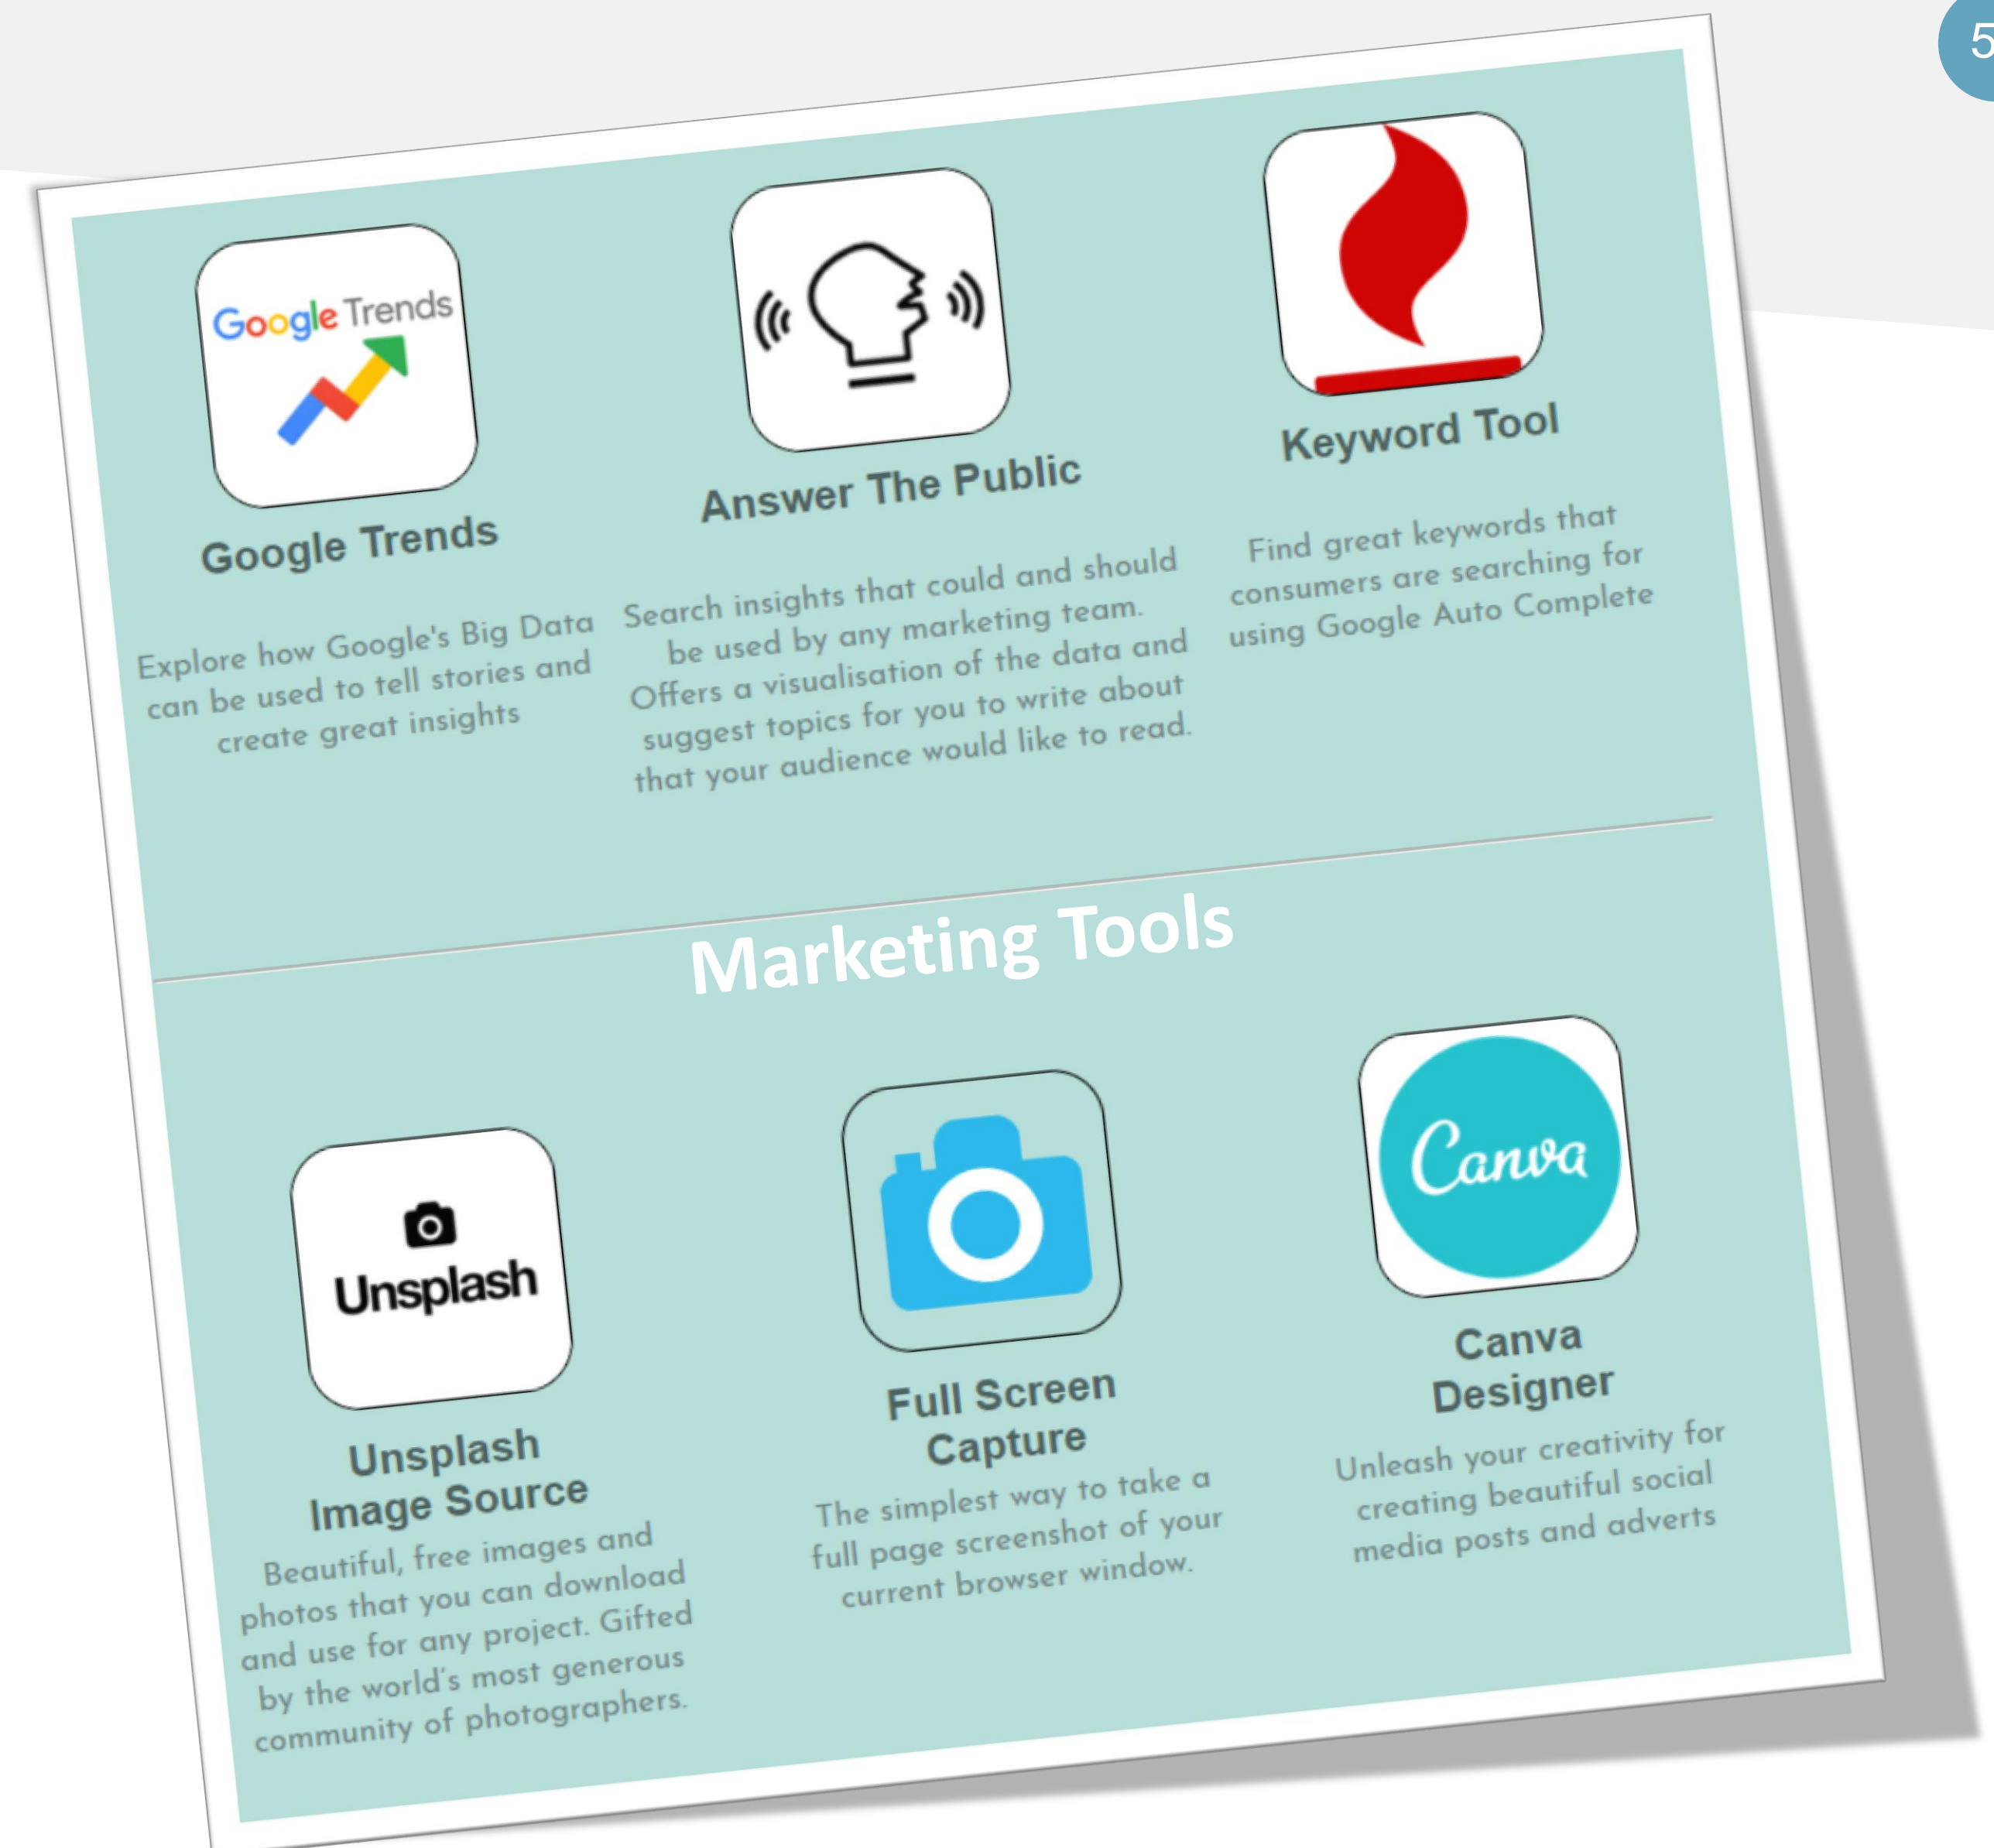 5
Google Trends
Google Trends
Explore how Google's Big Data
can be used to tell stories and
create great insights
Answer The Public
Search insights that could and should
be used by any marketing team.
Offers a visualisation of the data and
suggest topics for you to write about
that your audience would like to read.
Keyword Tool
Find great keywords that
consumers are searching for
using Google Auto Complete
Marketing Tools
Unsplash
Unsplash
Image Source
Beautiful, free images and
photos that you can download
and use for any project. Gifted
by the world's most generous
community of photographers.
Full Screen
Capture
The simplest way to take a
full page screenshot of your
current browser window.
Canva
Canva
Designer
Unleash your creativity for
creating beautiful social
media posts and adverts